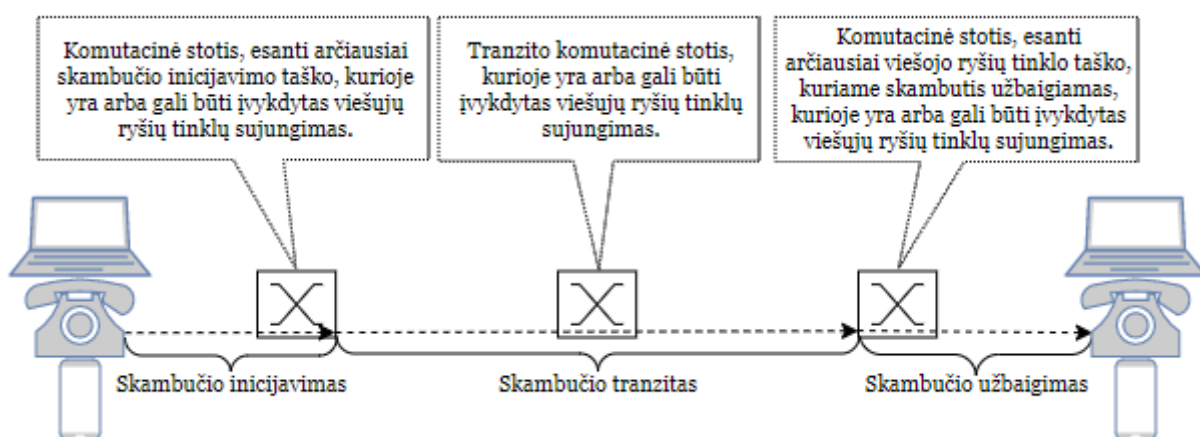 Komutacinė stotis, esanti arčiausiai
skambučio inicijavimo taško, kurioje
yra arba gali būti įvykdytas viešųjų
ryšių tinklų sujungimas.
Tranzito komutacinė stotis,
kurioje yra arba gali būti
įvykdytas viešųjų ryšių tinklų
sujungimas.
Komutacinė stotis, esanti
arčiausiai viešojo ryšių tinklo taško,
kuriame skambutis užbaigiamas,
kurioje yra arba gali būti įvykdytas
viešųjų ryšių tinklų sujungimas.
Skambučio inicijavimas
Skambučio tranzitas
Skambučio užbaigimas